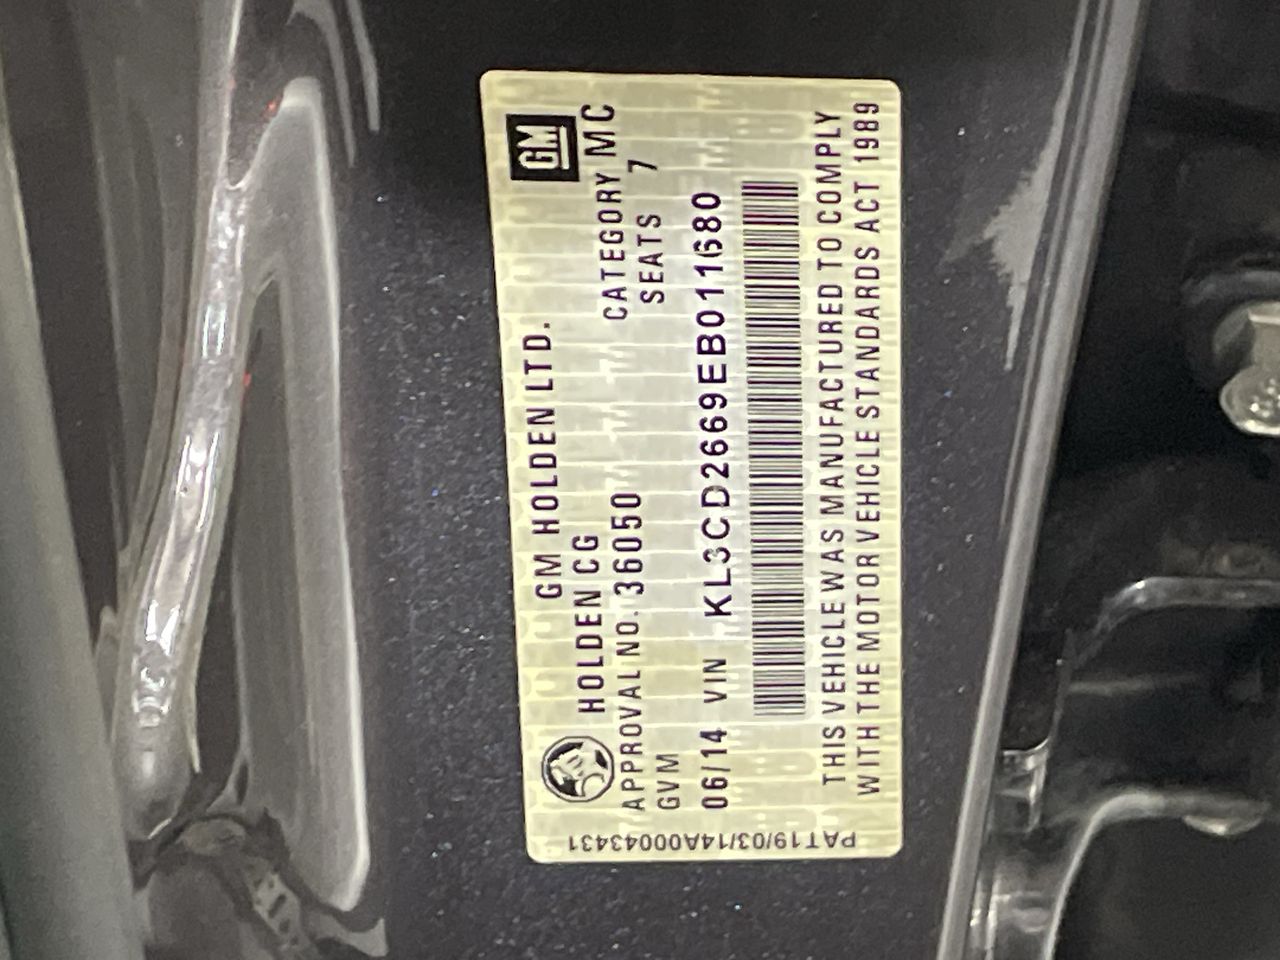 GM
GM HOLDEN LTD.
HOLDEN CG CATEGORY MC
APPROVAL NO. 36050 SEATS 7
GVM
06/14 VIN KL3CD2669EB011680
THIS VEHICLE WAS MANUFACTURED TO COMPLY
WITH THE MOTOR VEHICLE STANDARDS ACT 1989
PAT19/03/14A00043431